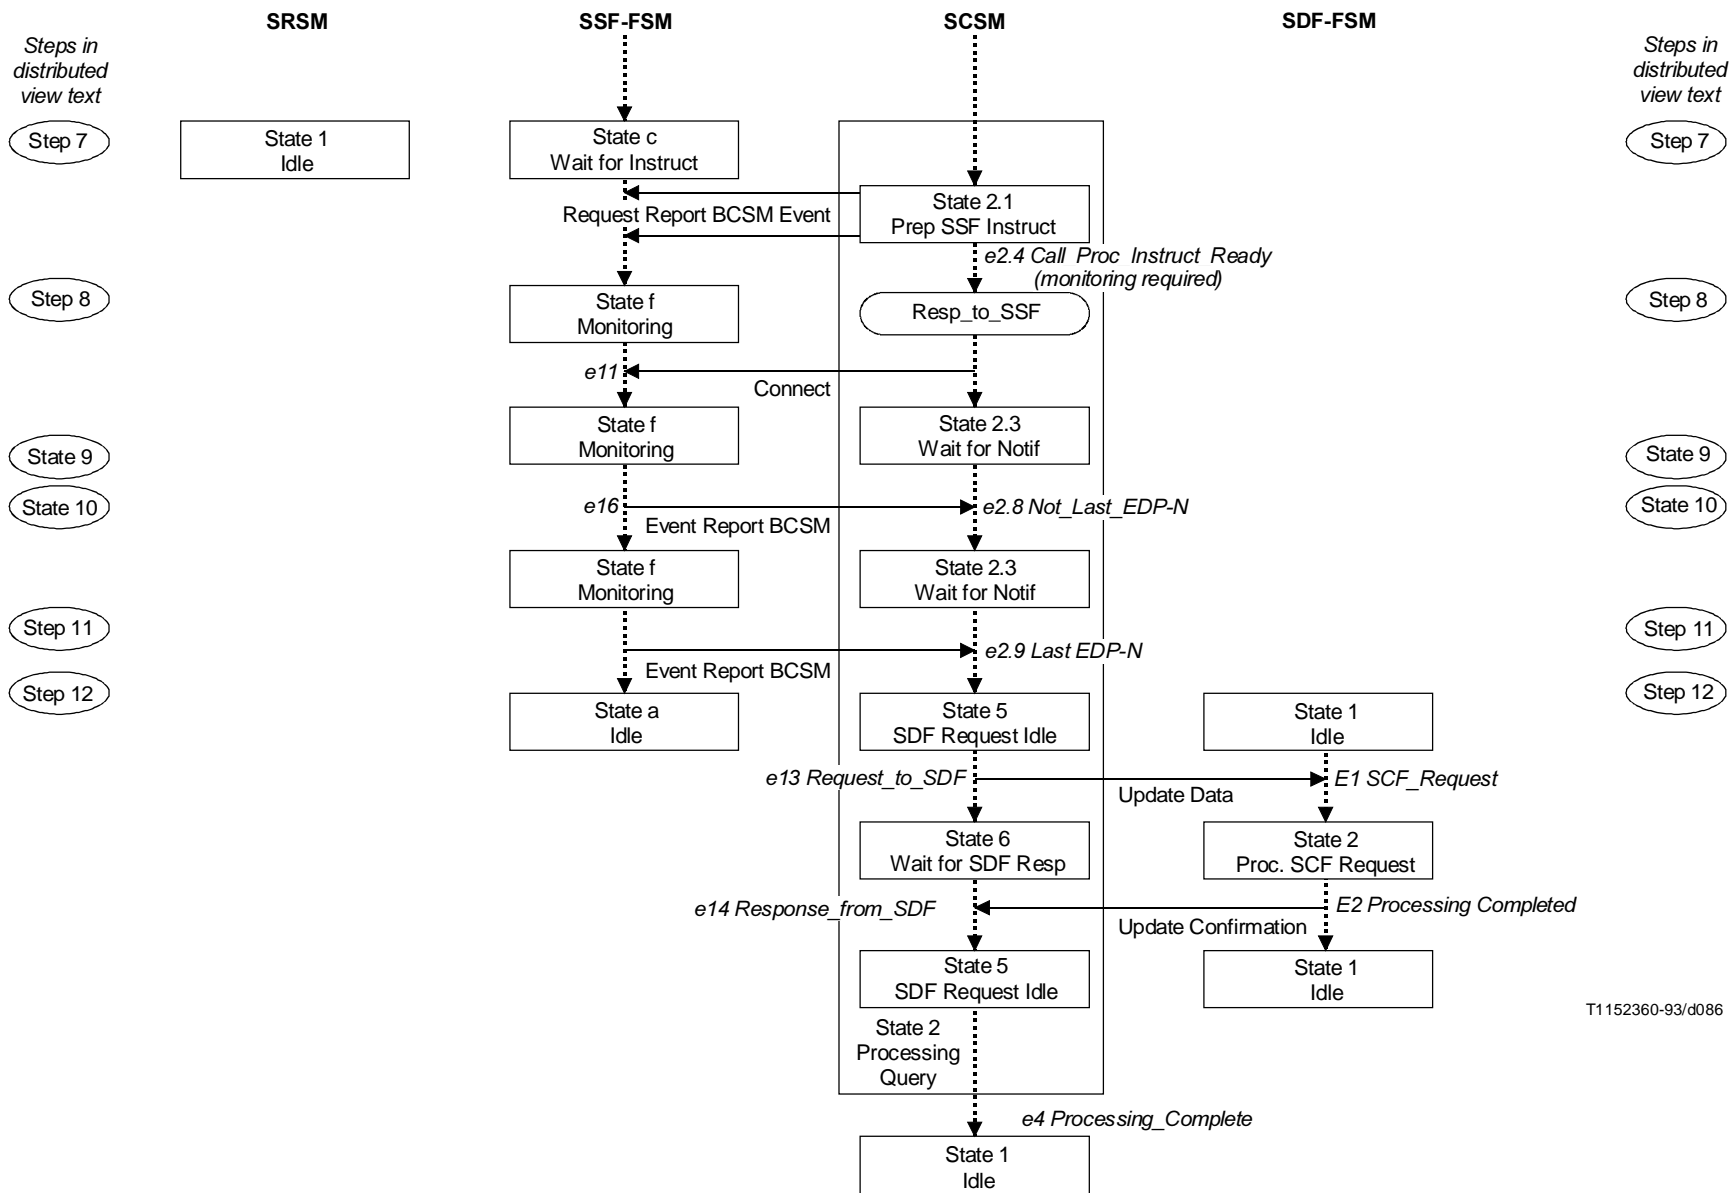 SRSM
SSF-FSM
SCSM
SDF-FSM
Steps in
distributed
view text
Steps in
distributed
view text
Step 7
State 1
Idle
State c
Wait for Instruct
Step 7
Request Report BCSM Event
State 2.1
Prep SSF Instruct
e2.4 Call Proc Instruct Ready
(monitoring required)
Step 8
State f
Monitoring
Resp_to_SSF
Step 8
e11
Connect
State 9
State f
Monitoring
State 2.3
Wait for Notif
State 9
State 10
e16
Event Report BCSM
e2.8 Not_Last_EDP-N
State 10
State f
Monitoring
State 2.3
Wait for Notif
Step 11
Event Report BCSM
e2.9 Last EDP-N
Step 11
Step 12
State a
Idle
State 5
SDF Request Idle
State 1
Idle
Step 12
e13 Request_to_SDF
Update Data
E1 SCF_Request
State 6
Wait for SDF Resp
State 2
Proc. SCF Request
e14 Response_from_SDF
Update Confirmation
E2 Processing Completed
State 5
SDF Request Idle
State 1
Idle
T1152360-93/d086
State 2
Processing
Query
e4 Processing_Complete
State 1
Idle